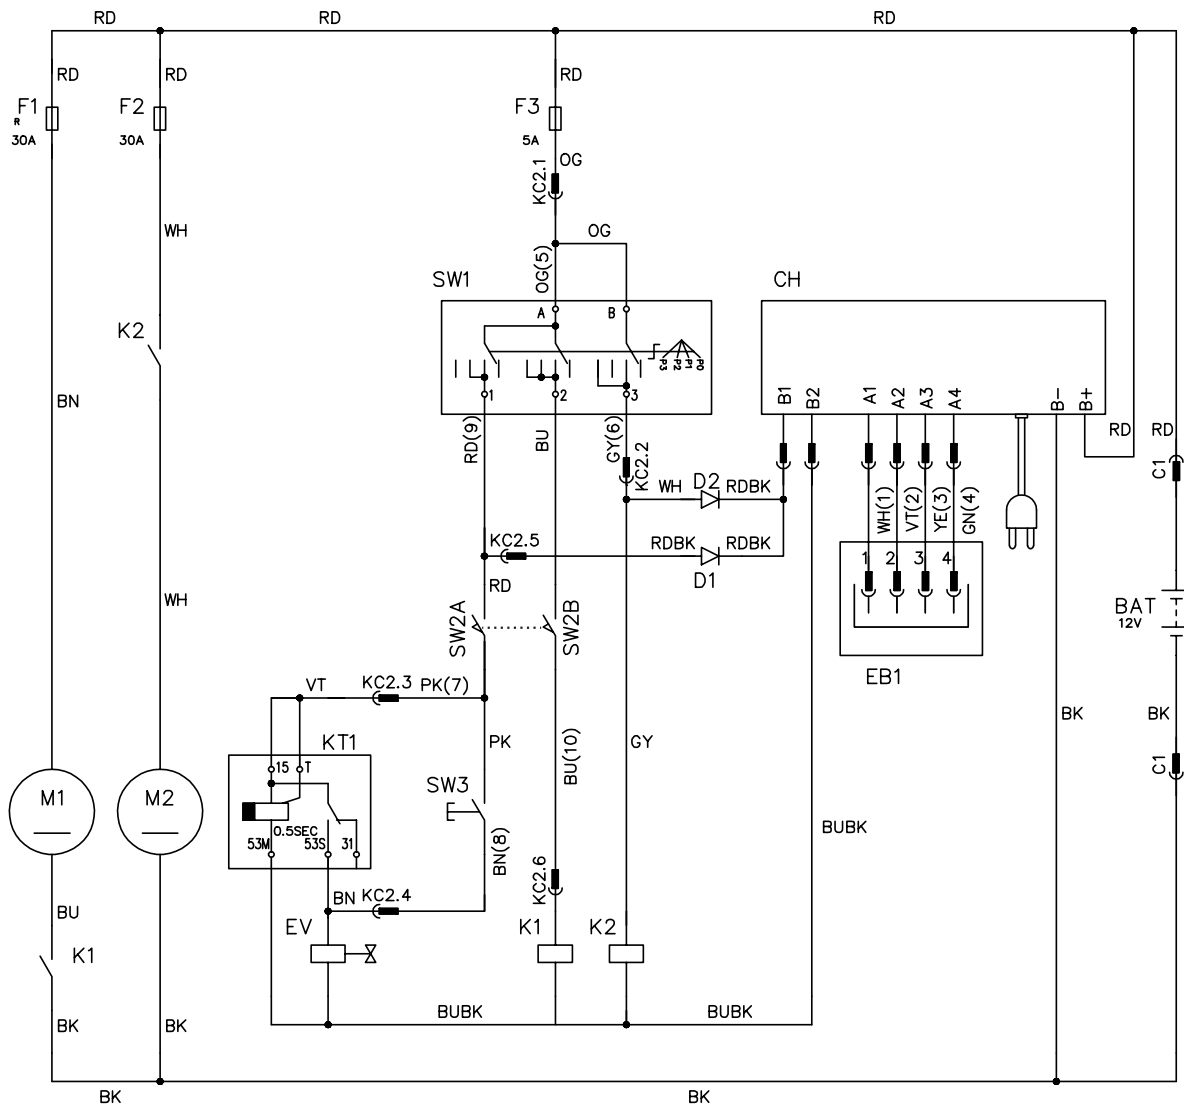 RD RD RD
RD RD RD
F1 F2 F3
R
30A 30A 5A
OG
KC2.1
WH OG
OG(5)
SW1 CH
A B
K2
P3 P2 P1 P0
1 2 3
B1 B2 A1 A2 A3 A4 B- B+
BN
RD(9) BU GY(6) RD RD
KC2.2 C1
WH D2 RDBK
WH(1) VT(2) YE(3) GN(4)
KC2.5 RDBK RDBK
D1
1 2 3 4
RD
WH BAT
12V
SW2A SW2B
EB1
VT KC2.3 PK(7)
KT1 PK BU(10) GY BK BK
15 T
C1
M1 M2 SW3
0.5SEC
53M 53S 31
BN(8) BUBK
BN KC2.4 KC2.6
BU EV K1 K2
K1
BUBK BUBK
BK BK
BK BK